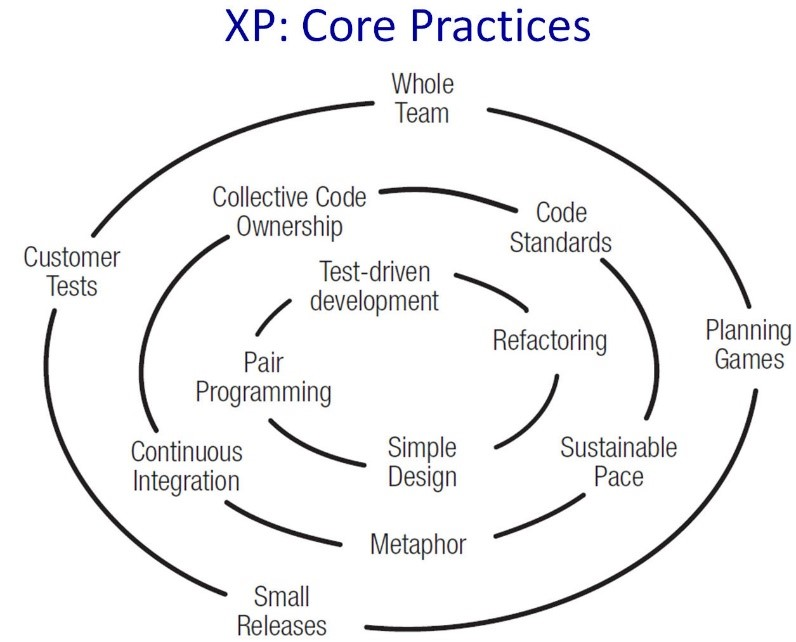 XP: Core Practices
Whole
Team
Collective Code
Ownership
Code
Standards
Customer
Tests
Test-driven
development
Planning
Games
Refactoring
Pair
Programming
Continuous
Integration
Simple
Design
Sustainable
Pace
Metaphor
Small
Releases